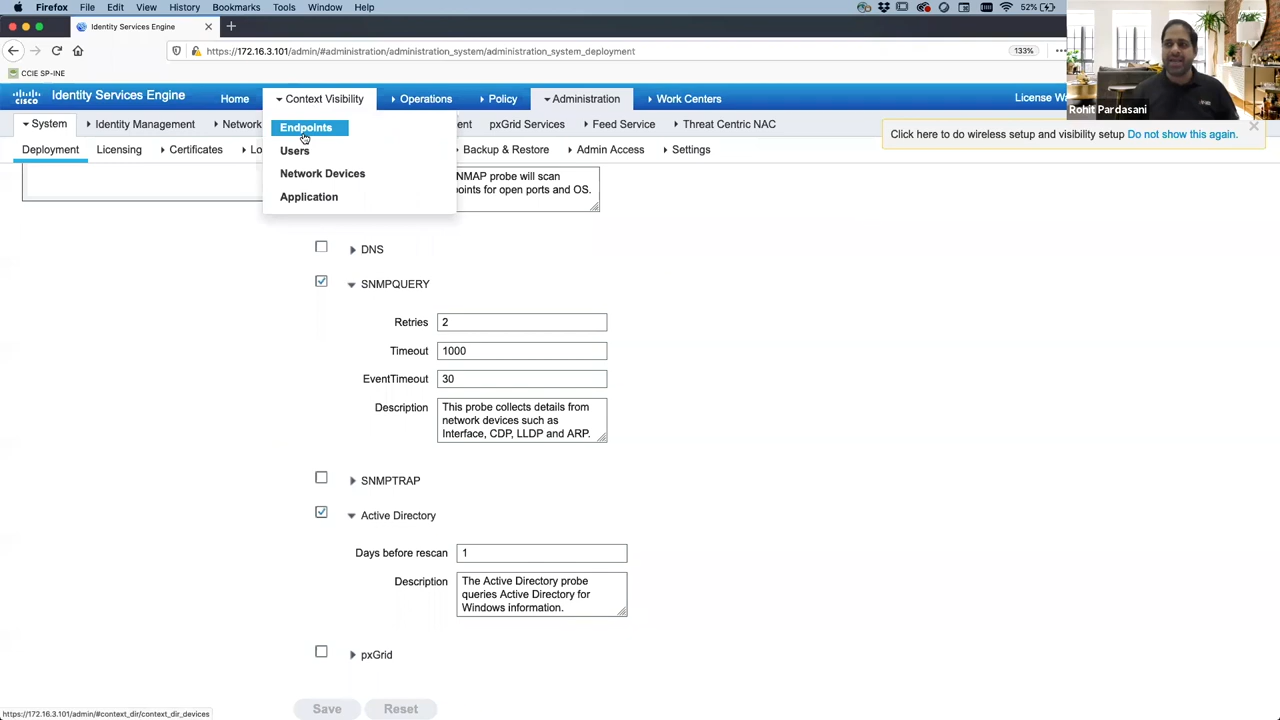 Firefox File Edit View History Bookmarks Tools Window Help
52%
Identity Services Engine
https://172.16.3.101/admin/#administration/administration_system/administration_system_deployment
133%
CCIE SP-INE
CISCO Identity Services Engine Home Context Visibility Operations Policy Administration Work Centers License Wa
Rohit Pardasani
System Identity Management Network ent pxGrid Services Feed Service Threat Centric NAC
Click here to do wireless setup and visibility setup Do not show this again.
Deployment Licensing Certificates Lo Backup & Restore Admin Access Settings
Endpoints
Users
Network Devices
Application
NMAP probe will scan
points for open ports and OS.
DNS
SNMPQUERY
Retries 2
Timeout 1000
EventTimeout 30
Description This probe collects details from
network devices such as
Interface, CDP, LLDP and ARP.
SNMPTRAP
Active Directory
Days before rescan 1
Description The Active Directory probe
queries Active Directory for
Windows information.
pxGrid
Save Reset
https://172.16.3.101/admin/#context_dir/context_dir_devices